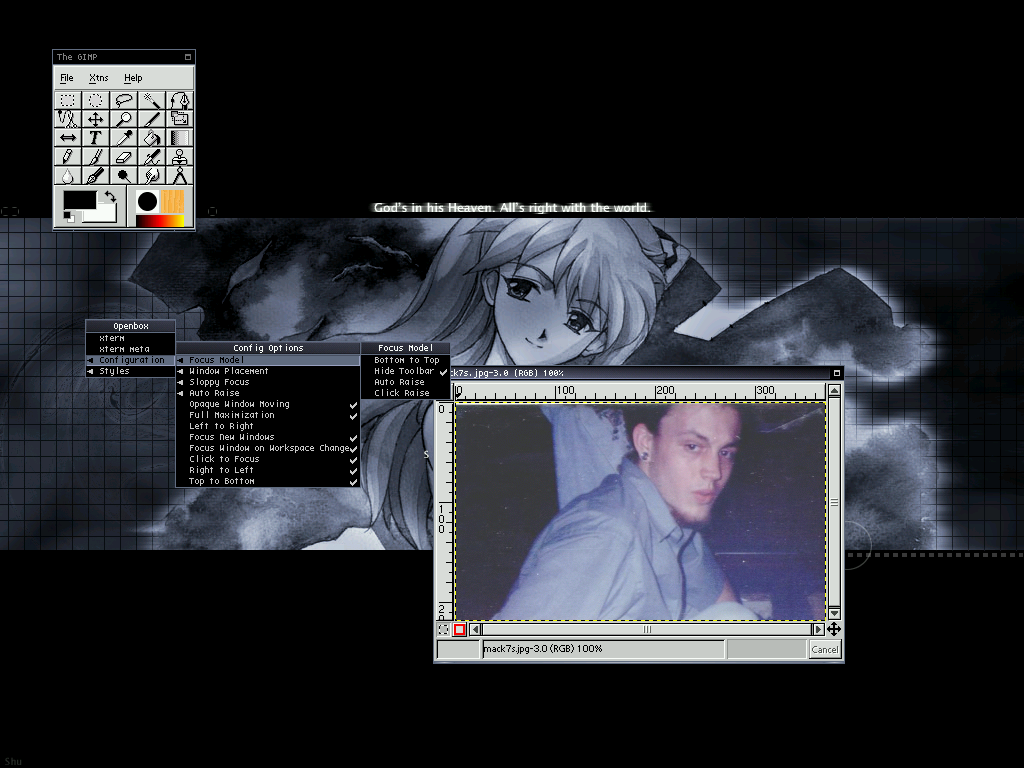 The GIMP
File Xtns Help
God's in his Heaven. All's right with the world.
Openbox
xterm
xterm meta
Configuration
Styles
Config Options
Focus Model
Window Placement
Sloppy Focus
Auto Raise
Opaque Window Moving
Full Maximization
Left to Right
Focus New Windows
Focus Window on Workspace Change
Click to Focus
Right to Left
Top to Bottom
Focus Model
Bottom to Top
Hide Toolbar
Auto Raise
Click Raise
ck7s.jpg-3.0 (RGB) 100%
0 100 200 300
0
100
2
S
mack7s.jpg-3.0 (RGB) 100%
Cancel
Shu